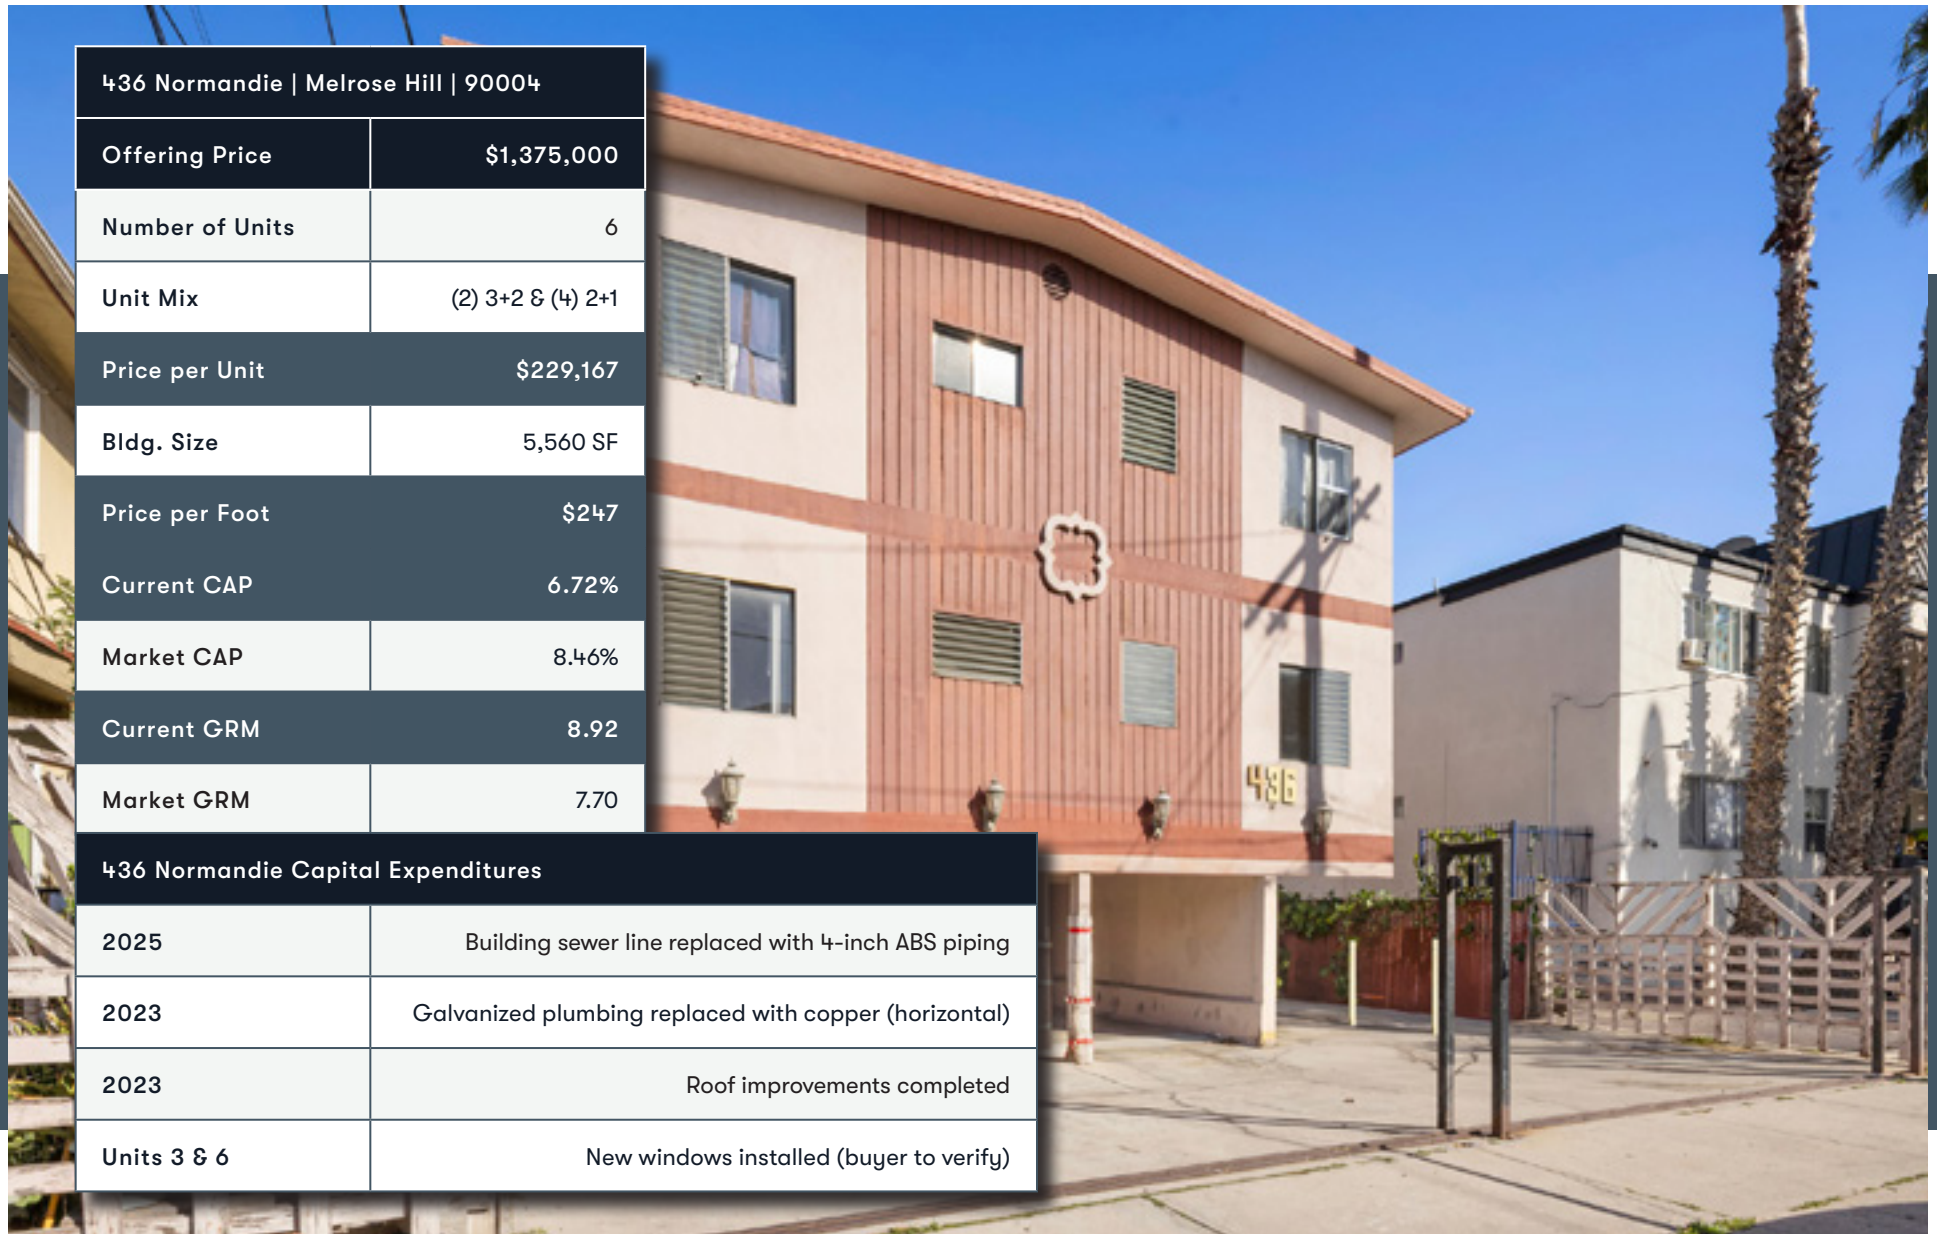 436 Normandie | Melrose Hill | 90004
Offering Price $1,375,000
Number of Units 6
Unit Mix (2) 3+2 & (4) 2+1
Price per Unit $229,167
Bldg. Size 5,560 SF
Price per Foot $247
Current CAP 6.72%
Market CAP 8.46%
Current GRM 8.92
Market GRM 7.70
436 Normandie Capital Expenditures
2025 Building sewer line replaced with 4-inch ABS piping
2023 Galvanized plumbing replaced with copper (horizontal)
2023 Roof improvements completed
Units 3 & 6 New windows installed (buyer to verify)
436